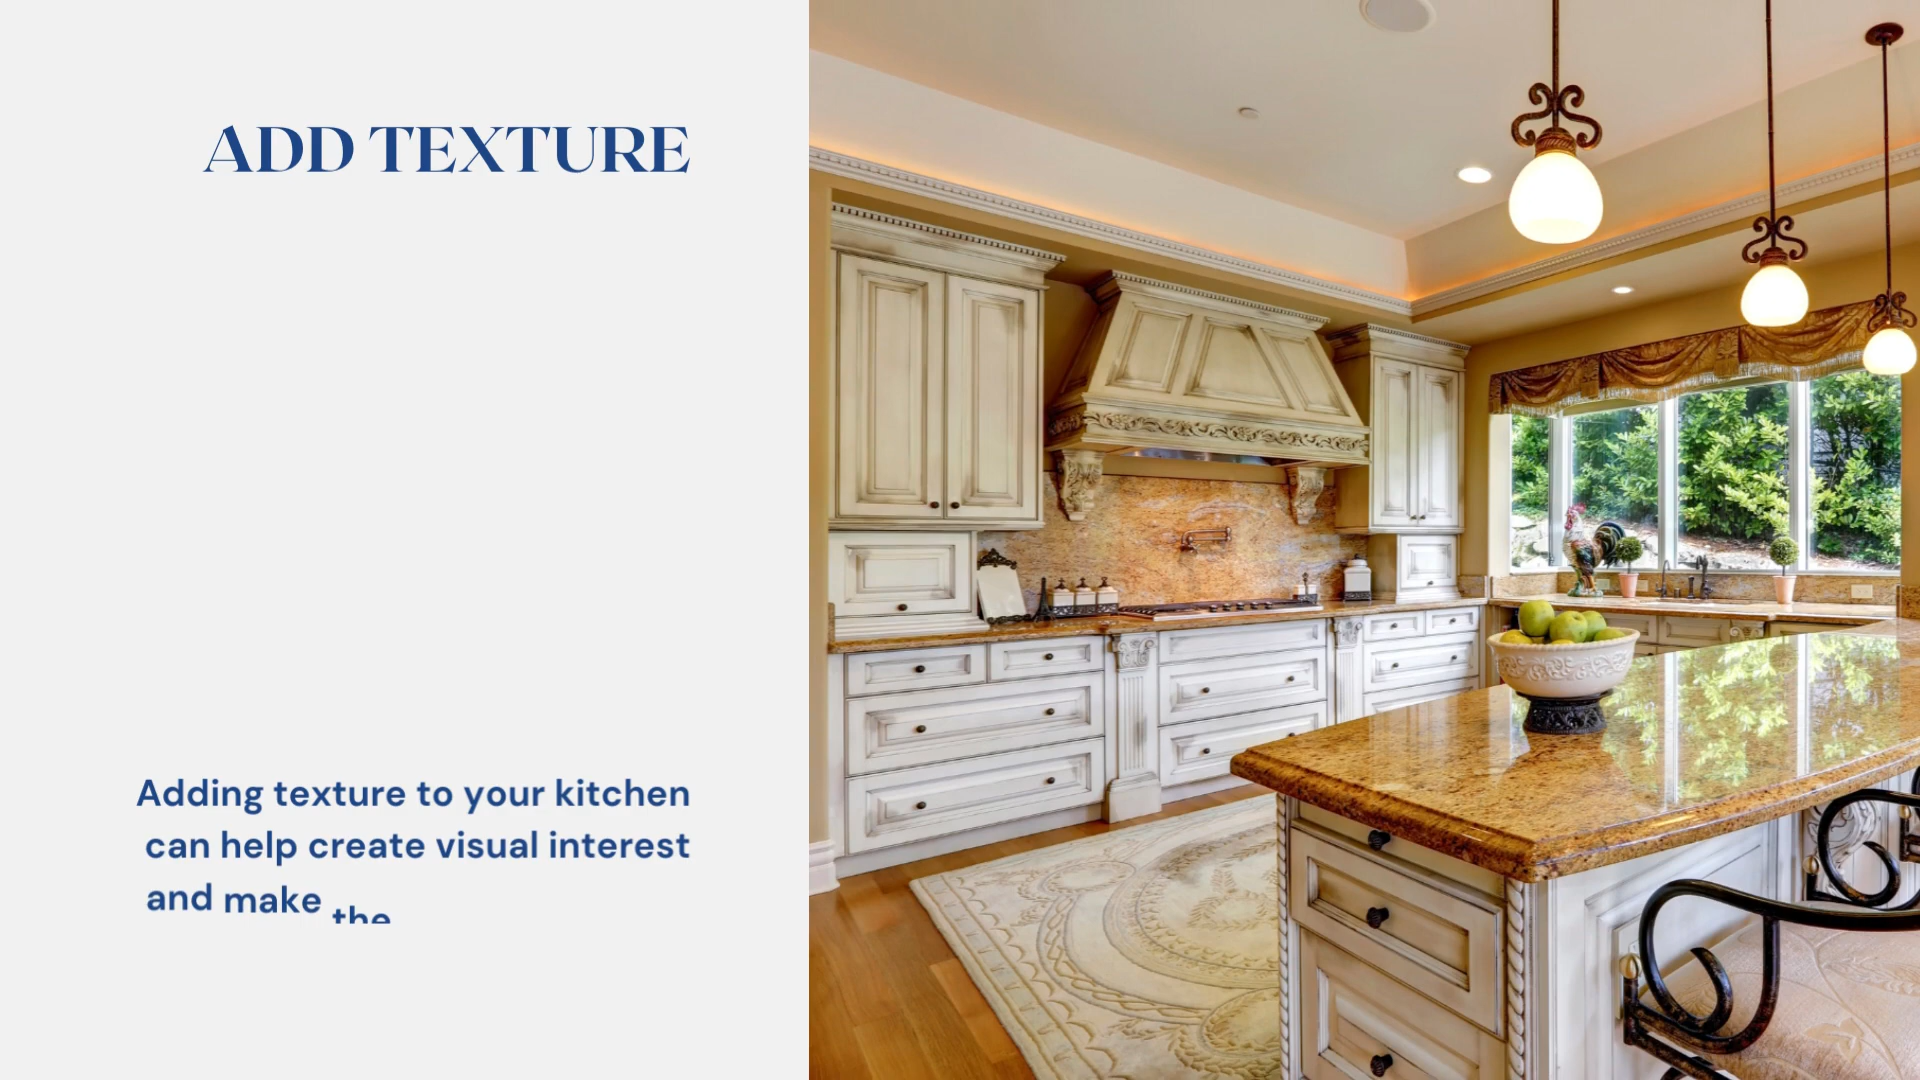 ADD TEXTURE
Adding texture to your kitchen
can help create visual interest
and make the